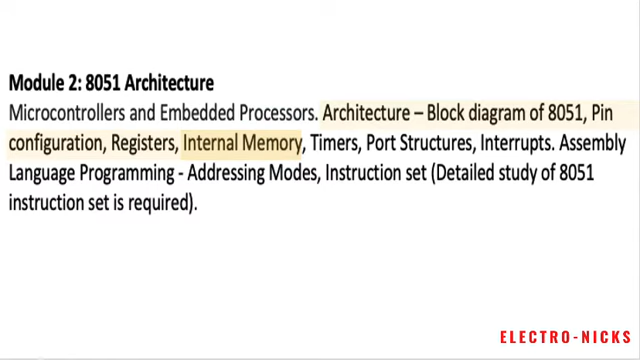 Module 2: 8051 Architecture
Microcontrollers and Embedded Processors. Architecture – Block diagram of 8051, Pin
configuration, Registers, Internal Memory, Timers, Port Structures, Interrupts. Assembly
Language Programming - Addressing Modes, Instruction set (Detailed study of 8051
instruction set is required).
ELECTRO-NICKS